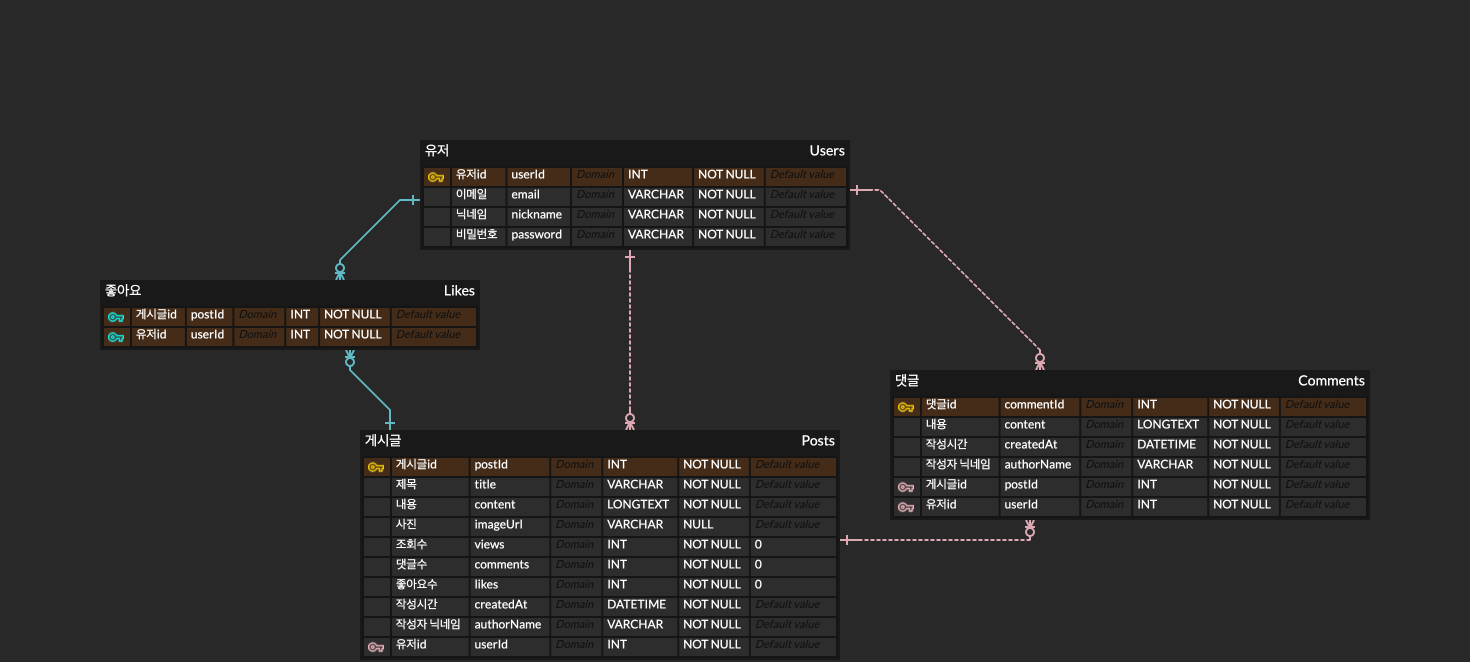 유저 Users
유저id userId Domain INT NOT NULL Default value
이메일 email Domain VARCHAR NOT NULL Default value
닉네임 nickname Domain VARCHAR NOT NULL Default value
비밀번호 password Domain VARCHAR NOT NULL Default value
좋아요 Likes
게시글id postId Domain INT NOT NULL Default value
유저id userId Domain INT NOT NULL Default value
댓글 Comments
댓글id commentId Domain INT NOT NULL Default value
내용 content Domain LONGTEXT NOT NULL Default value
작성시간 createdAt Domain DATETIME NOT NULL Default value
작성자 닉네임 authorName Domain VARCHAR NOT NULL Default value
게시글id postId Domain INT NOT NULL Default value
유저id userId Domain INT NOT NULL Default value
게시글 Posts
게시글id postId Domain INT NOT NULL Default value
제목 title Domain VARCHAR NOT NULL Default value
내용 content Domain LONGTEXT NOT NULL Default value
사진 imageUrl Domain VARCHAR NULL Default value
조회수 views Domain INT NOT NULL 0
댓글수 comments Domain INT NOT NULL 0
좋아요수 likes Domain INT NOT NULL 0
작성시간 createdAt Domain DATETIME NOT NULL Default value
작성자 닉네임 authorName Domain VARCHAR NOT NULL Default value
유저id userId Domain INT NOT NULL Default value